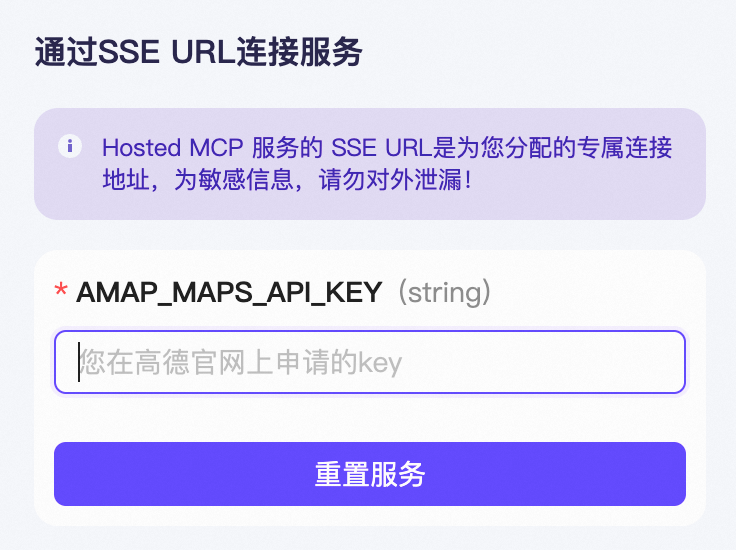 通过SSE URL连接服务
Hosted MCP 服务的 SSE URL是为您分配的专属连接
地址，为敏感信息，请勿对外泄漏！
* AMAP_MAPS_API_KEY（string）
您在高德官网上申请的key
重置服务